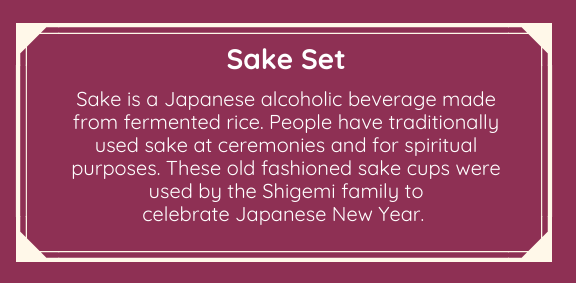 Sake Set
Sake is a Japanese alcoholic beverage made
from fermented rice. People have traditionally
used sake at ceremonies and for spiritual
purposes. These old fashioned sake cups were
used by the Shigemi family to
celebrate Japanese New Year.